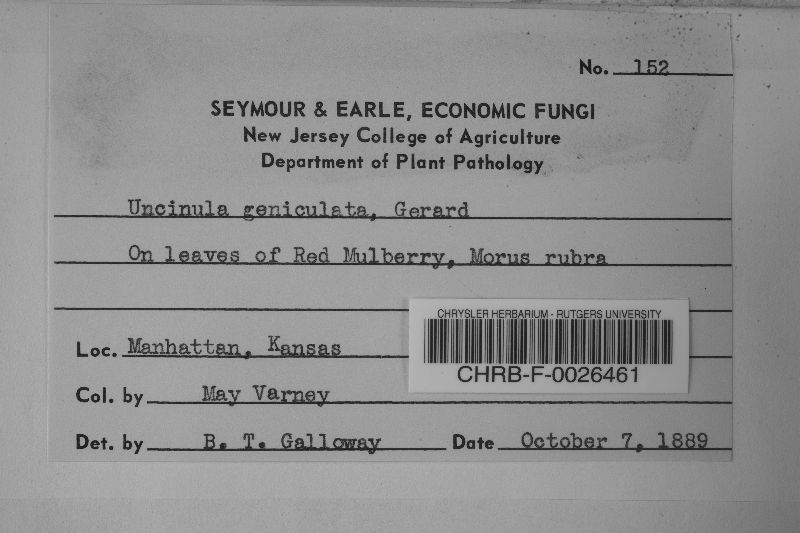 No. 152
SEYMOUR & EARLE, ECONOMIC FUNGI
New Jersey College of Agriculture
Department of Plant Pathology
Uncinula geniculata, Gerard
On leaves of Red Mulberry, Morus rubra
CHRYSLER HERBARIUM - RUTGERS UNIVERSITY
CHRB-F-0026461
Loc. Manhattan, Kansas
Col. by May Varney
Det. by B. T. Galloway Date October 7, 1889